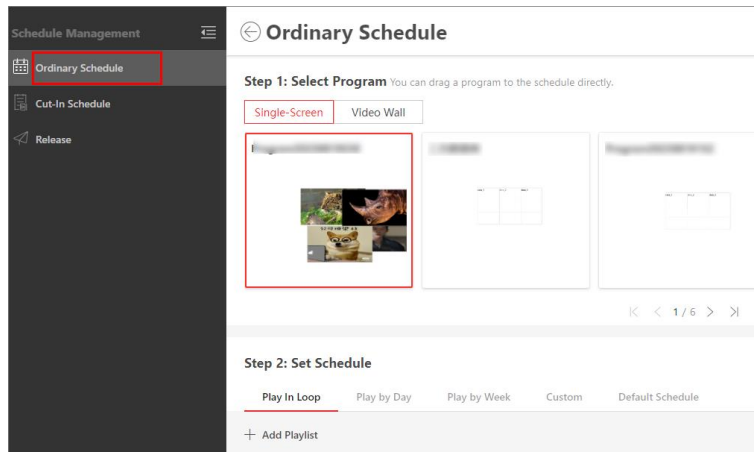 Schedule Management
Ordinary Schedule
Cut-In Schedule
Release
Ordinary Schedule
Step 1: Select Program You can drag a program to the schedule directly.
Single-Screen Video Wall
1 / 6
Step 2: Set Schedule
Play In Loop Play by Day Play by Week Custom Default Schedule
+ Add Playlist